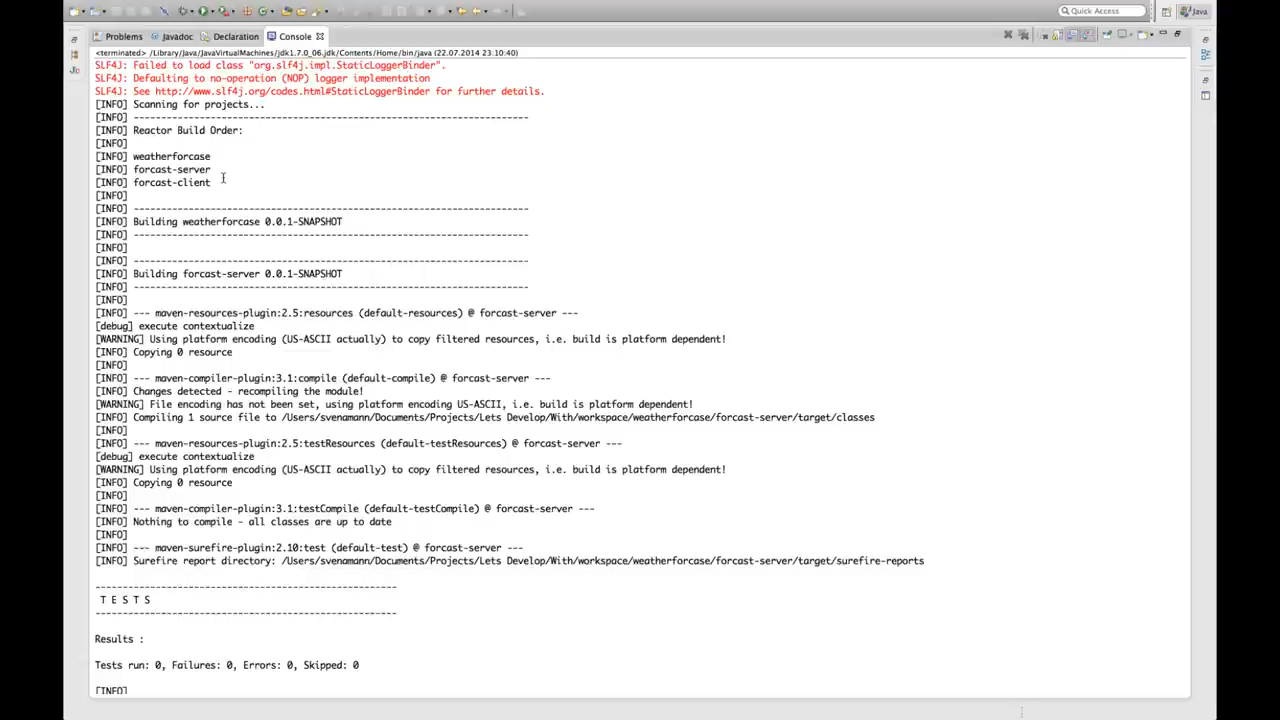 Quick Access
Java
Problems Javadoc Declaration Console
<terminated> /Library/Java/JavaVirtualMachines/jdk1.7.0_06.jdk/Contents/Home/bin/java (22.07.2014 23:10:40)
SLF4J: Failed to load class "org.slf4j.impl.StaticLoggerBinder".
SLF4J: Defaulting to no-operation (NOP) logger implementation
SLF4J: See http://www.slf4j.org/codes.html#StaticLoggerBinder for further details.
[INFO] Scanning for projects...
[INFO] ------------------------------------------------------------------------
[INFO] Reactor Build Order:
[INFO]
[INFO] weatherforcase
[INFO] forcast-server
[INFO] forcast-client
[INFO]
[INFO] ------------------------------------------------------------------------
[INFO] Building weatherforcase 0.0.1-SNAPSHOT
[INFO] ------------------------------------------------------------------------
[INFO]
[INFO] ------------------------------------------------------------------------
[INFO] Building forcast-server 0.0.1-SNAPSHOT
[INFO] ------------------------------------------------------------------------
[INFO]
[INFO] --- maven-resources-plugin:2.5:resources (default-resources) @ forcast-server ---
[debug] execute contextualize
[WARNING] Using platform encoding (US-ASCII actually) to copy filtered resources, i.e. build is platform dependent!
[INFO] Copying 0 resource
[INFO]
[INFO] --- maven-compiler-plugin:3.1:compile (default-compile) @ forcast-server ---
[INFO] Changes detected - recompiling the module!
[WARNING] File encoding has not been set, using platform encoding US-ASCII, i.e. build is platform dependent!
[INFO] Compiling 1 source file to /Users/svenamann/Documents/Projects/Lets Develop/With/workspace/weatherforcase/forcast-server/target/classes
[INFO]
[INFO] --- maven-resources-plugin:2.5:testResources (default-testResources) @ forcast-server ---
[debug] execute contextualize
[WARNING] Using platform encoding (US-ASCII actually) to copy filtered resources, i.e. build is platform dependent!
[INFO] Copying 0 resource
[INFO]
[INFO] --- maven-compiler-plugin:3.1:testCompile (default-testCompile) @ forcast-server ---
[INFO] Nothing to compile - all classes are up to date
[INFO]
[INFO] --- maven-surefire-plugin:2.10:test (default-test) @ forcast-server ---
[INFO] Surefire report directory: /Users/svenamann/Documents/Projects/Lets Develop/With/workspace/weatherforcase/forcast-server/target/surefire-reports
-------------------------------------------------------
T E S T S
-------------------------------------------------------
Results :
Tests run: 0, Failures: 0, Errors: 0, Skipped: 0
[INFO]